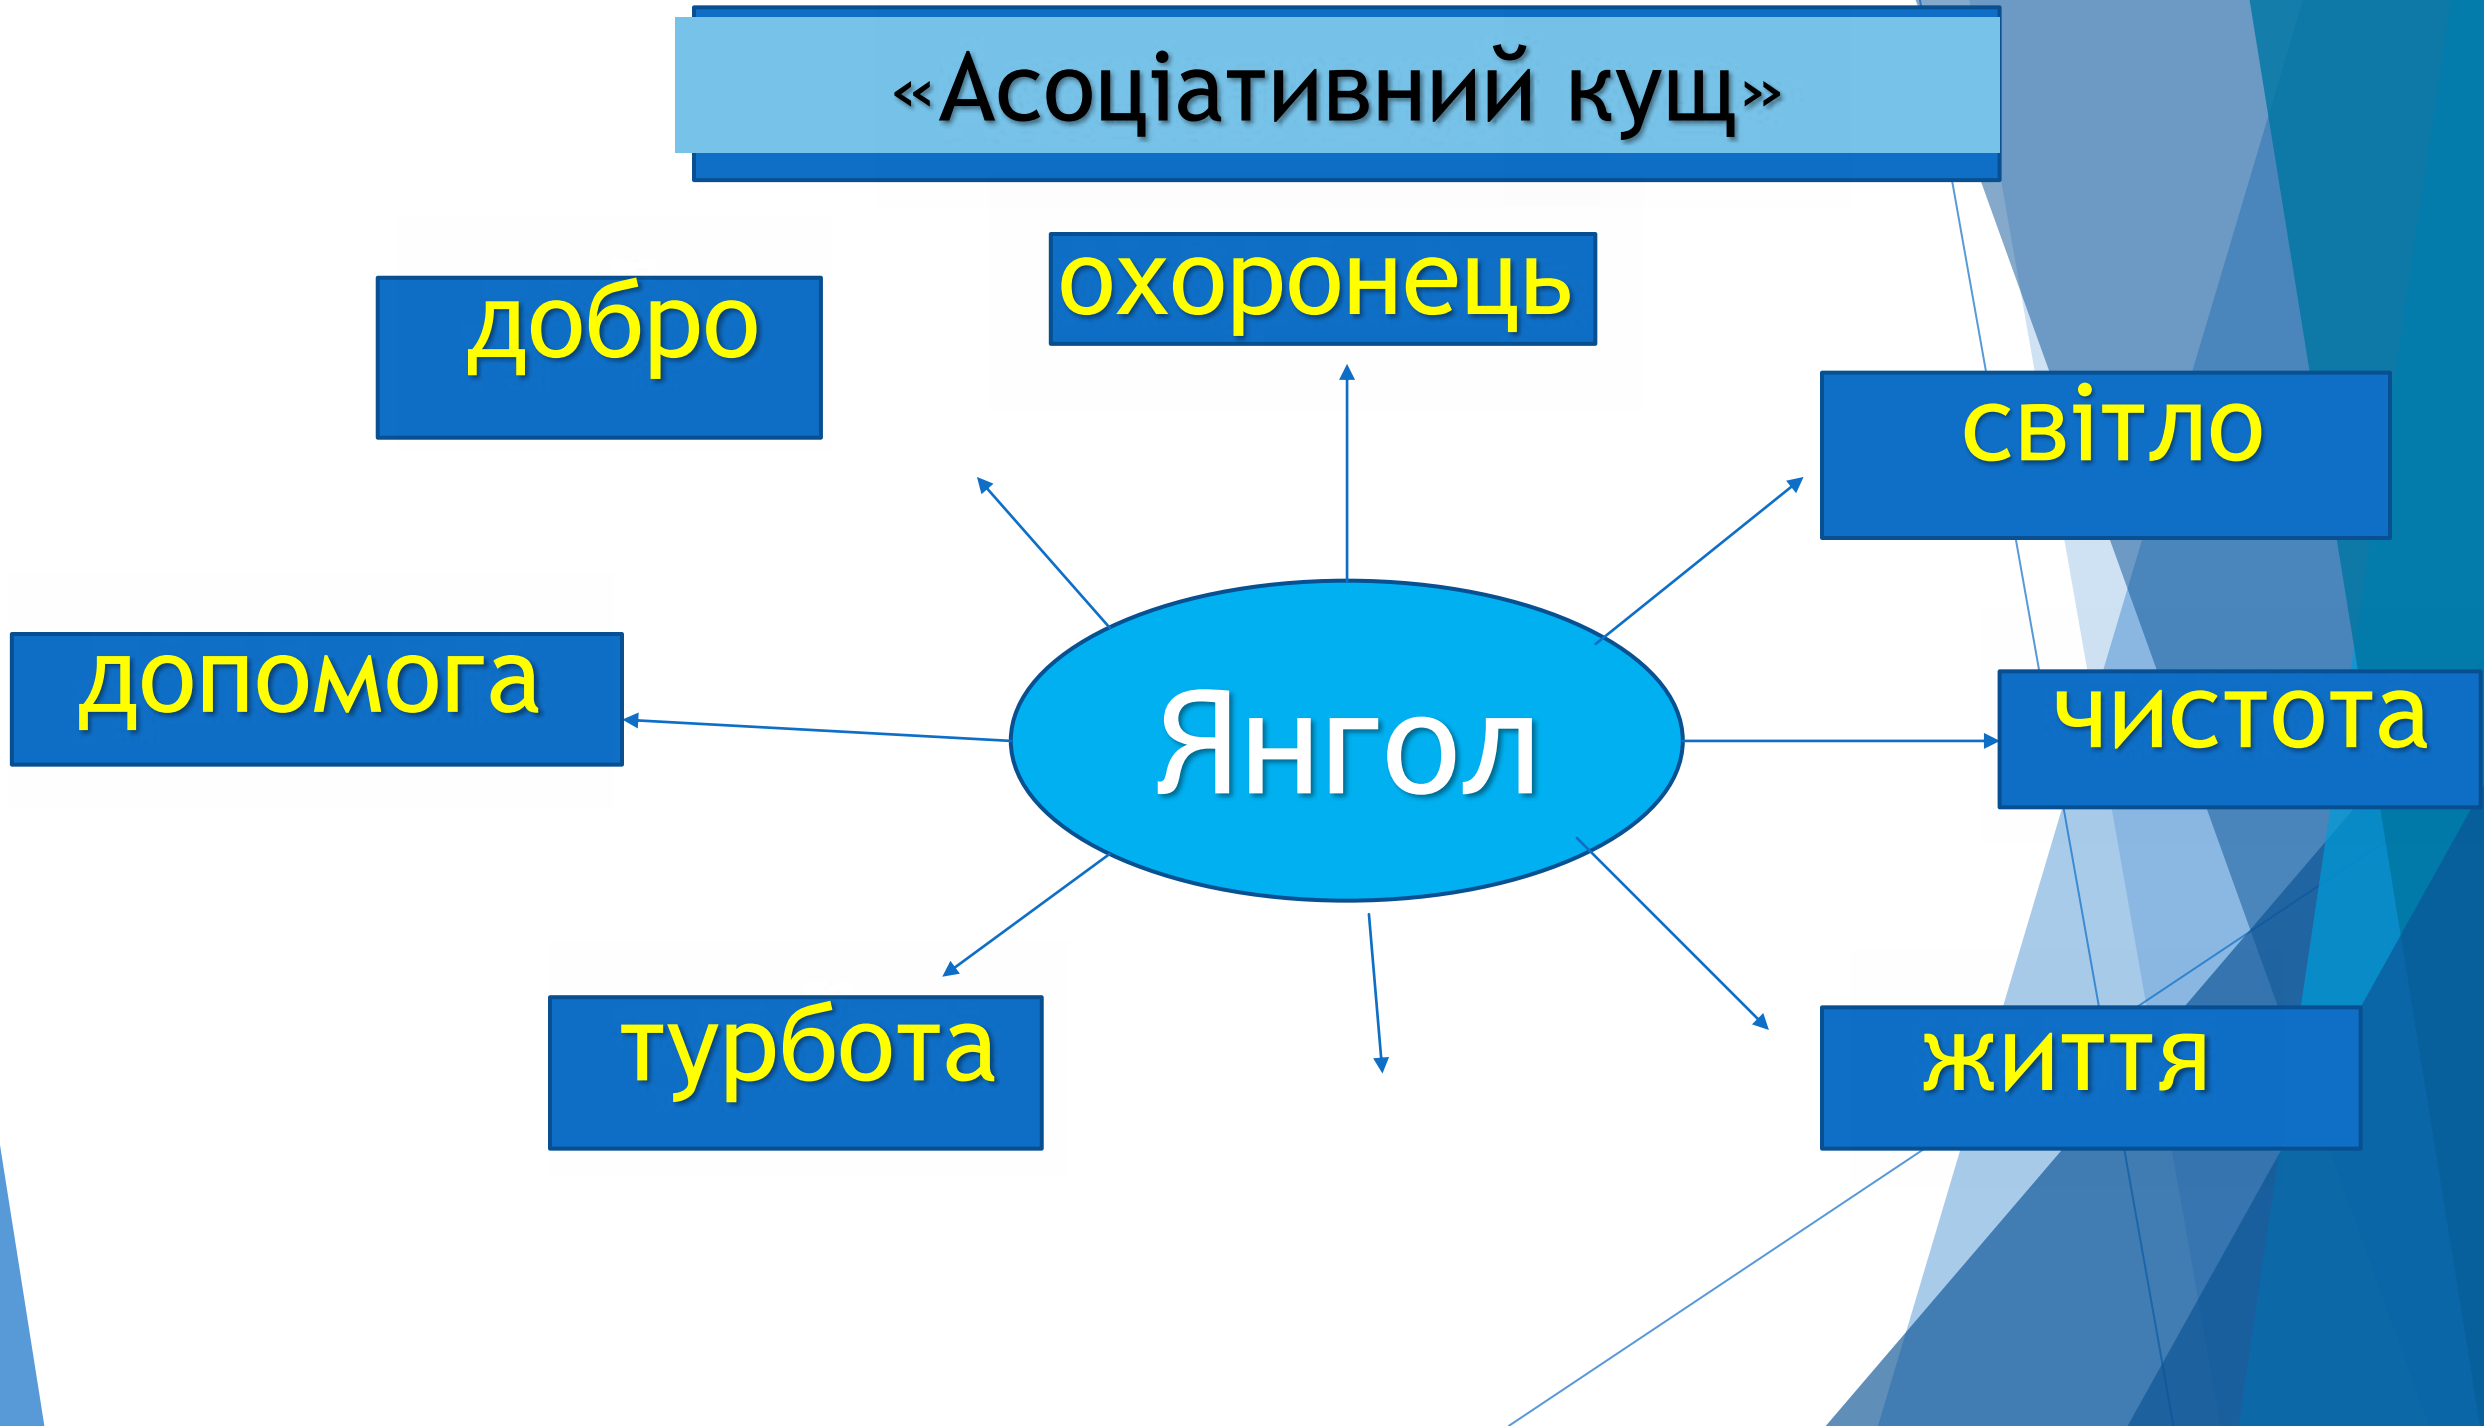 «Асоціативний кущ»
охоронець
добро
світло
допомога
Янгол
чистота
турбота
життя